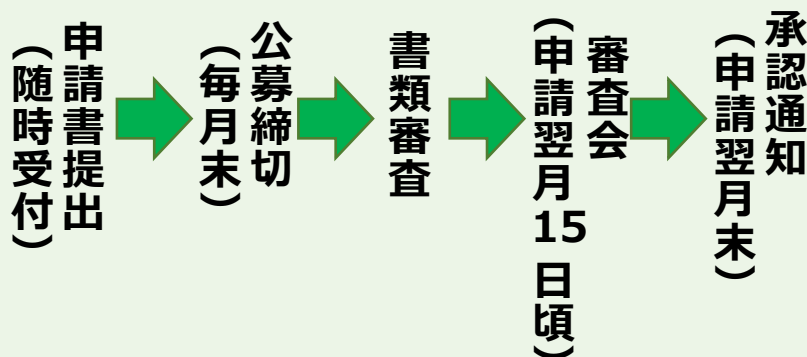 申請書提出
（随時受付）
公募締切
（毎月末）
書類審査
審査会
（申請翌月15日頃）
承認通知
（申請翌月末）